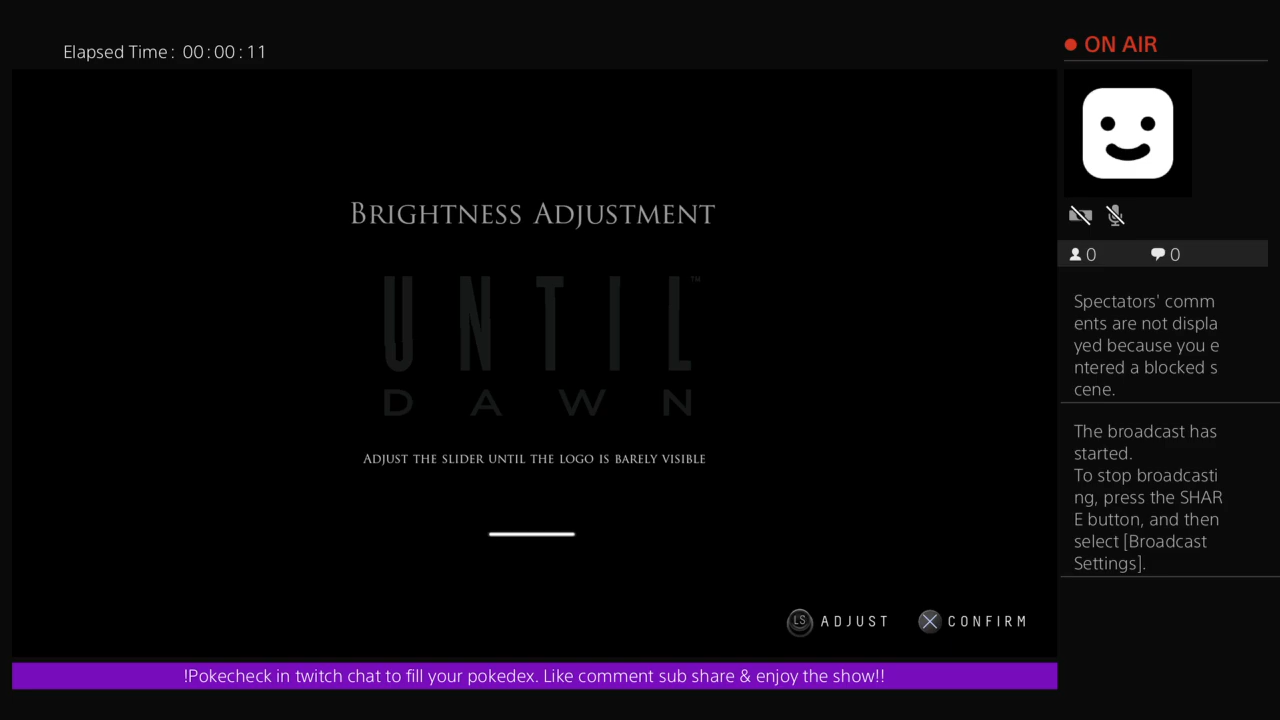 Elapsed Time: 00:00:11
ON AIR
BRIGHTNESS ADJUSTMENT
UNTIL™
DAWN
ADJUST THE SLIDER UNTIL THE LOGO IS BARELY VISIBLE
LS ADJUST
CONFIRM
0 0
Spectators' comm
ents are not displa
yed because you e
ntered a blocked s
cene.
The broadcast has
started.
To stop broadcasti
ng, press the SHAR
E button, and then
select [Broadcast
Settings].
!Pokecheck in twitch chat to fill your pokedex. Like comment sub share & enjoy the show!!